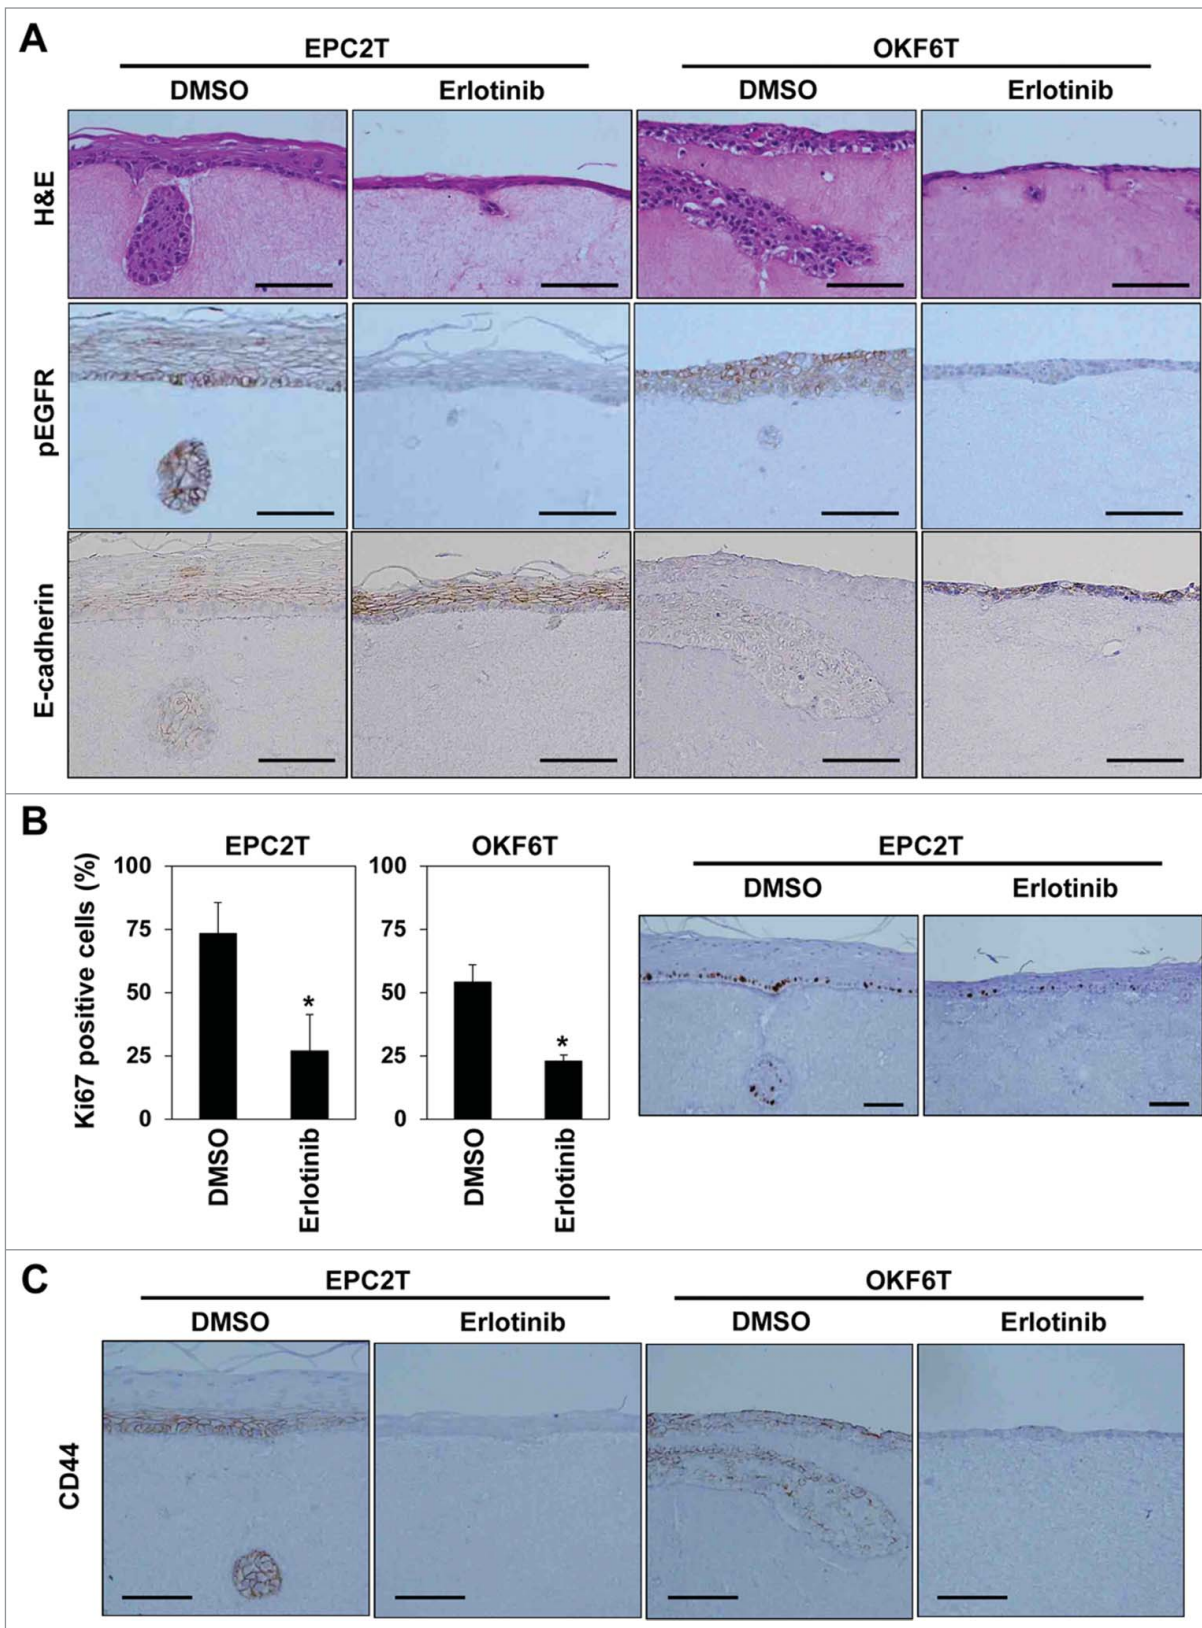 A
EPC2T OKF6T
DMSO Erlotinib DMSO Erlotinib
H&E
pEGFR
E-cadherin
B
Ki67 positive cells (%)
EPC2T OKF6T
100 100
75 75
50 50
25 25
0 0
* *
DMSO Erlotinib DMSO Erlotinib
EPC2T
DMSO Erlotinib
C
EPC2T OKF6T
DMSO Erlotinib DMSO Erlotinib
CD44